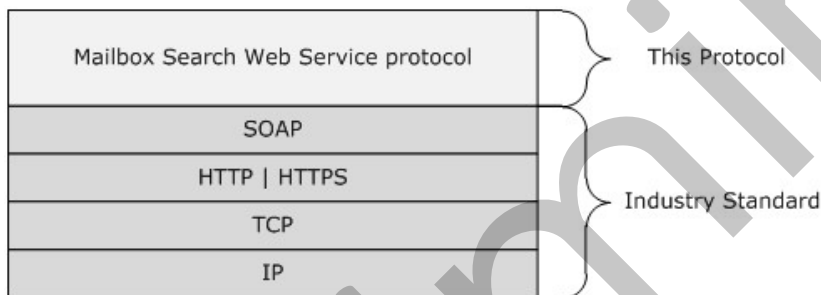 Mailbox Search Web Service protocol
This Protocol
SOAP
HTTP | HTTPS
Industry Standard
TCP
IP